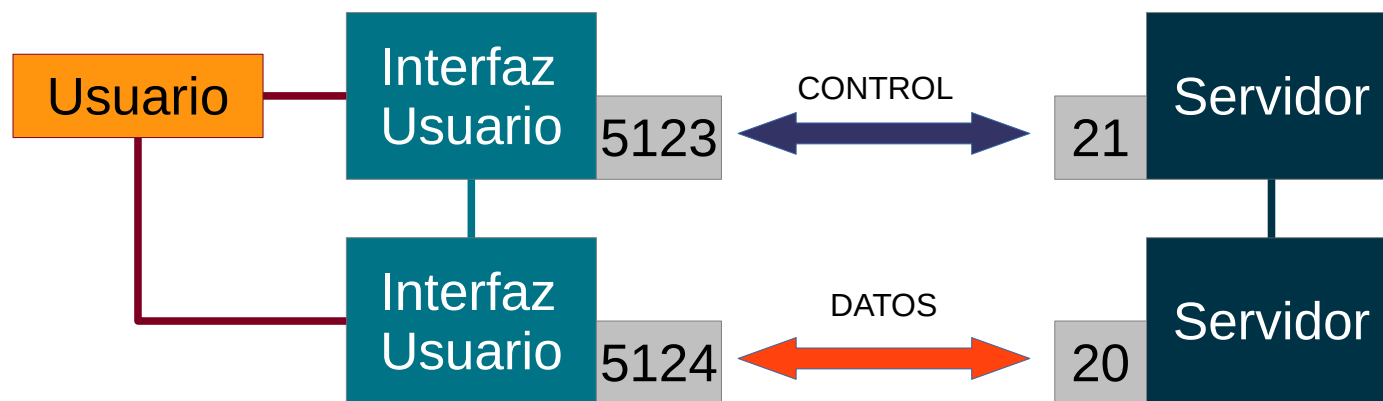 Usuario
Interfaz
Usuario
5123
CONTROL
21
Servidor
Interfaz
Usuario
5124
DATOS
20
Servidor